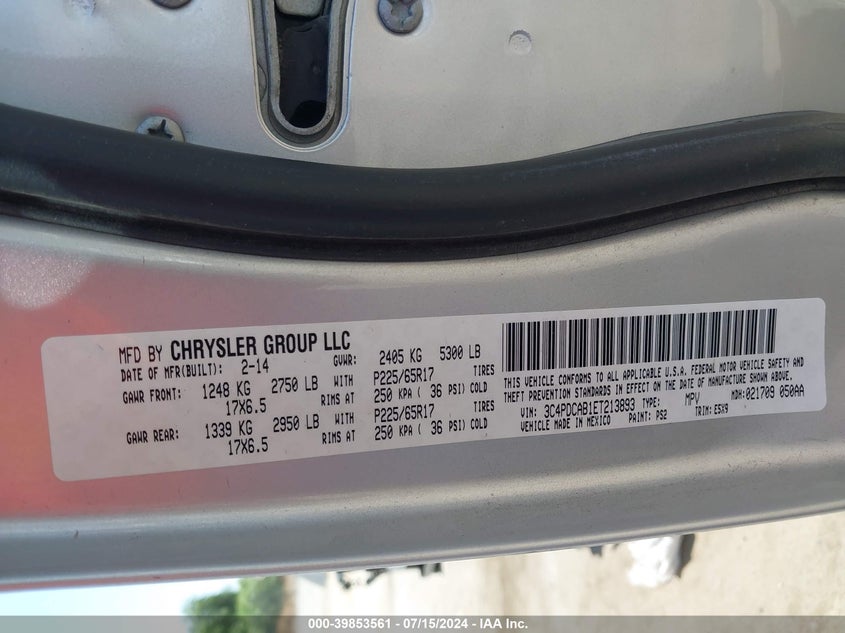 MFD BY CHRYSLER GROUP LLC
DATE OF MFR(BUILT): 2-14 GVWR: 2405 KG 5300 LB
GAWR FRONT: 1248 KG 2750 LB WITH P225/65R17 TIRES
17X6.5 RIMS AT 250 KPA ( 36 PSI) COLD
GAWR REAR: 1339 KG 2950 LB WITH P225/65R17 TIRES
17X6.5 RIMS AT 250 KPA ( 36 PSI) COLD
THIS VEHICLE CONFORMS TO ALL APPLICABLE U.S.A. FEDERAL MOTOR VEHICLE SAFETY AND
THEFT PREVENTION STANDARDS IN EFFECT ON THE DATE OF MANUFACTURE SHOWN ABOVE.
VIN: 3C4PDCAB1ET213893 TYPE: MPV MDH:021709 050AA
VEHICLE MADE IN MEXICO PAINT: PS2 TRIM: E5X9
000-39853561 - 07/15/2024 - IAA Inc.